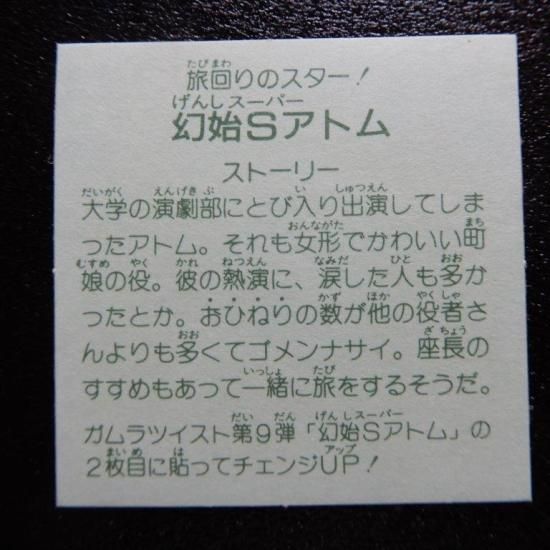 旅回りのスター！
幻始Sアトム
ストーリー
大学の演劇部にとび入り出演してしま
ったアトム。それも女形でかわいい町
娘の役。彼の熱演に、涙した人も多か
ったとか。おひねりの数が他の役者さ
んよりも多くてゴメンナサイ。座長の
すすめもあって一緒に旅をするそうだ。
ガムラツイスト第9弾「幻始Sアトム」の
2枚目に貼ってチェンジUP！